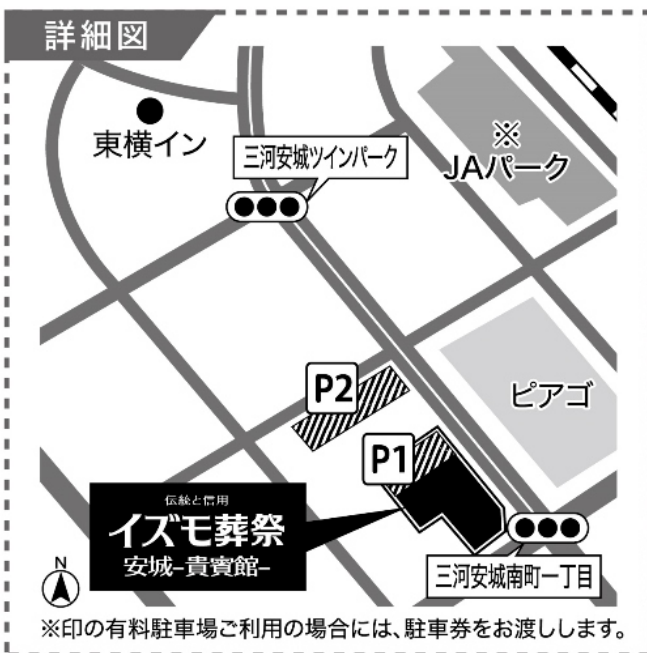 詳細図
東横イン
三河安城ツインパーク
※
JAパーク
P2
ピアゴ
P1
伝統と信用
イズモ葬祭
安城-貴賓館-
三河安城南町一丁目
N
※印の有料駐車場ご利用の場合には、駐車券をお渡しします。